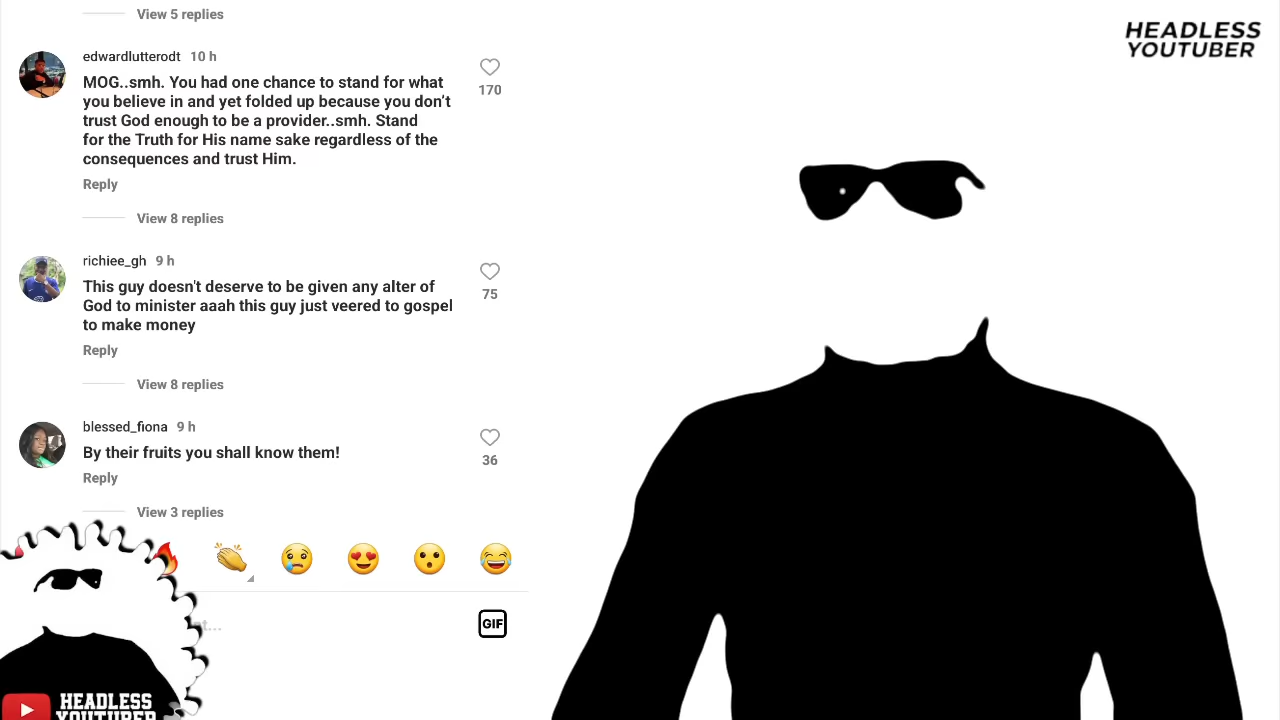 View 5 replies
HEADLESS
YOUTUBER
edwardlutterodt 10 h
MOG..smh. You had one chance to stand for what
you believe in and yet folded up because you don't
trust God enough to be a provider..smh. Stand
for the Truth for His name sake regardless of the
consequences and trust Him.
170
Reply
View 8 replies
richiee_gh 9 h
This guy doesn't deserve to be given any alter of
God to minister aaah this guy just veered to gospel
to make money
75
Reply
View 8 replies
blessed_fiona 9 h
By their fruits you shall know them!
36
Reply
View 3 replies
GIF
HEADLESS
YOUTUBER